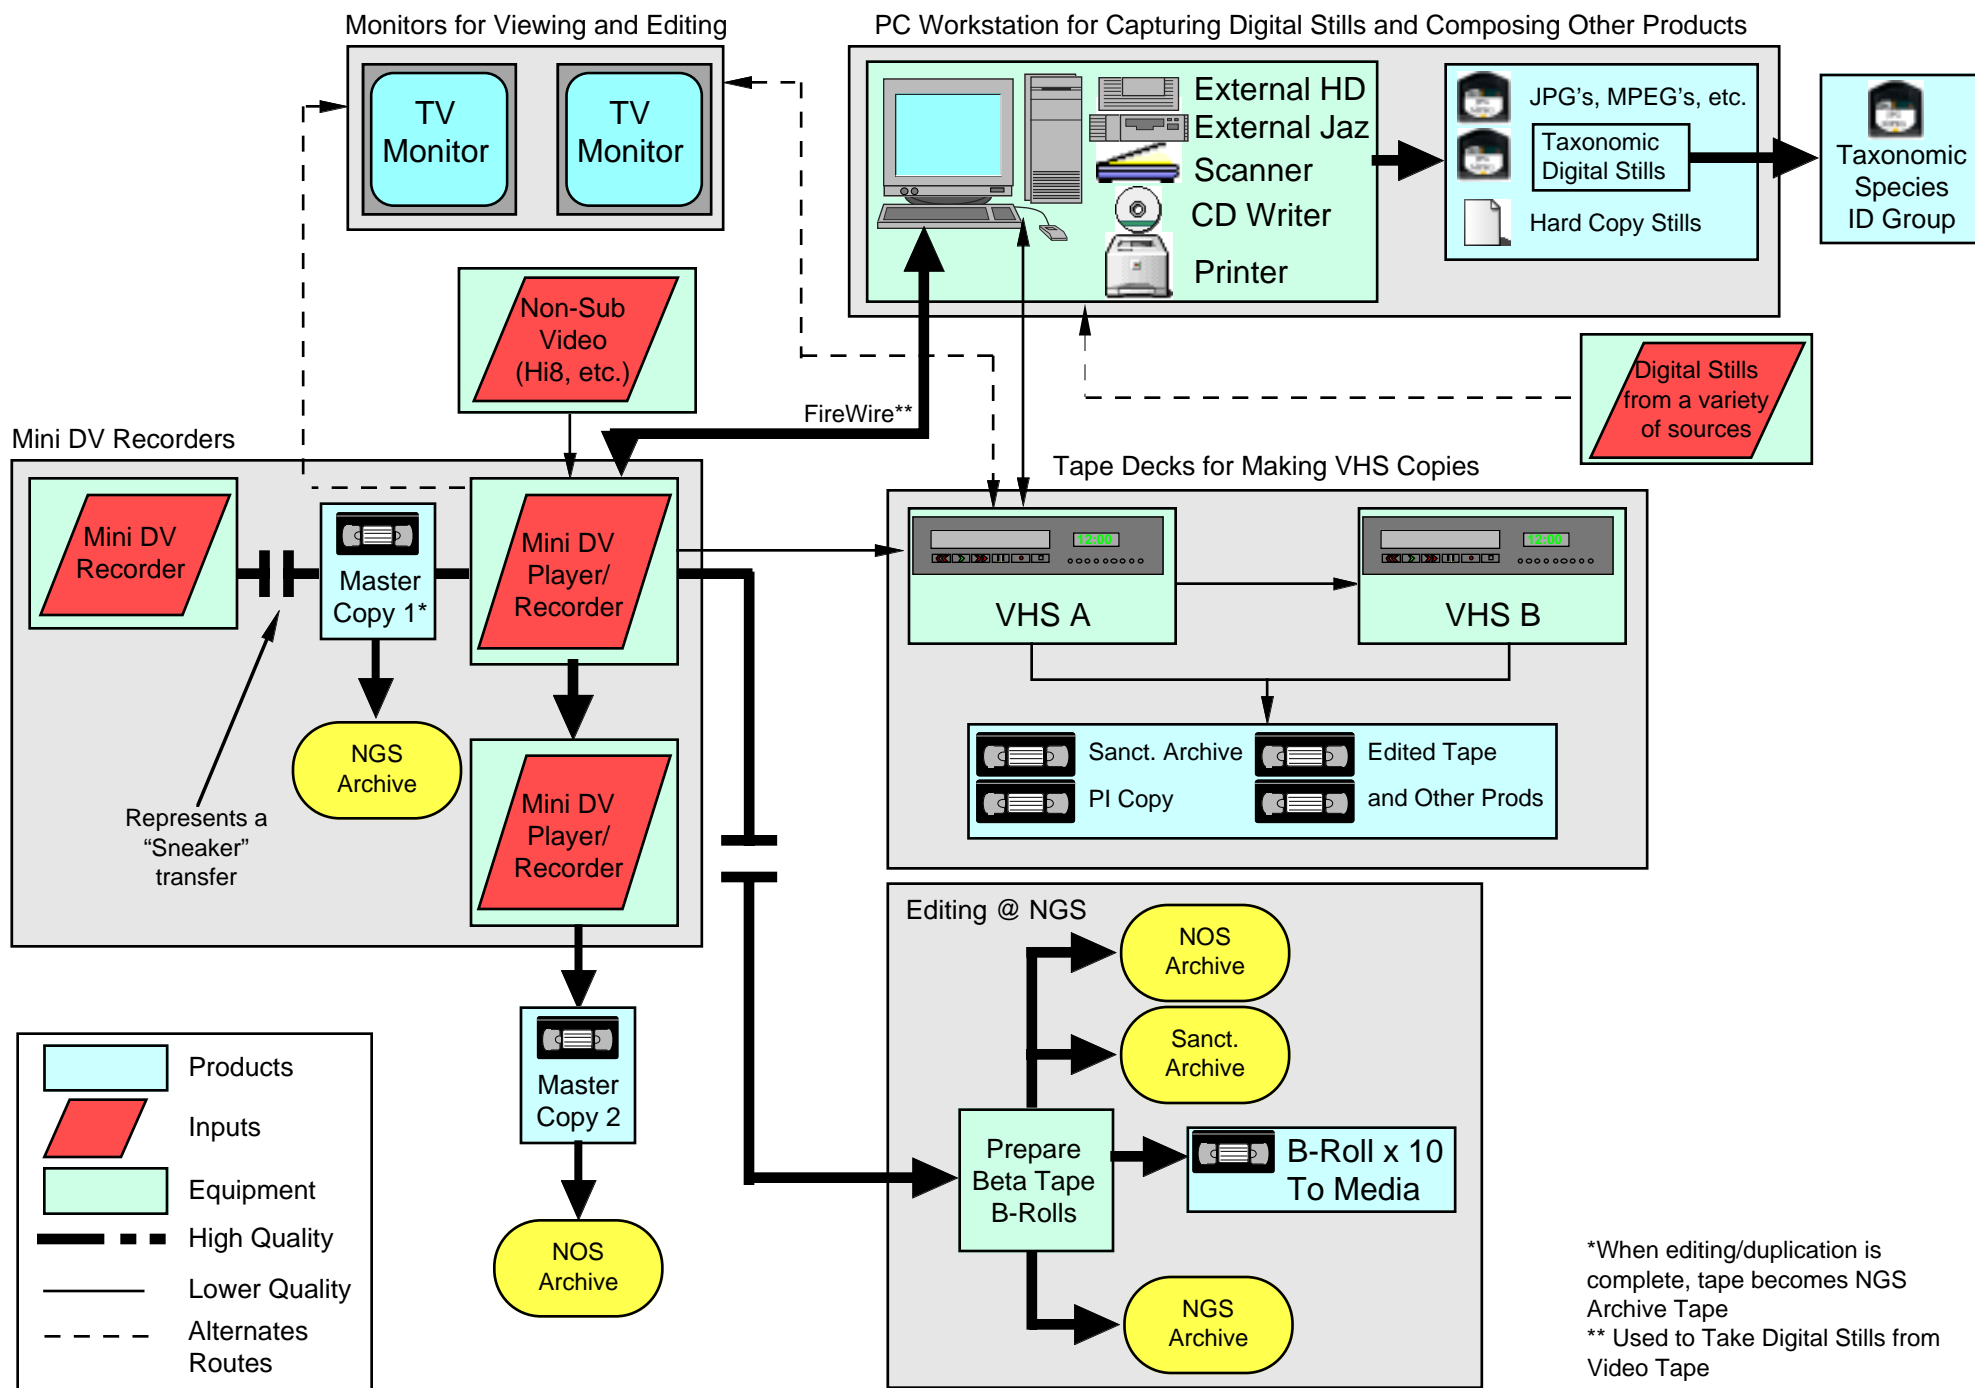 Monitors for Viewing and Editing
PC Workstation for Capturing Digital Stills and Composing Other Products
TV
Monitor
TV
Monitor
External HD
External Jaz
Scanner
CD Writer
Printer
JPG's, MPEG's, etc.
Taxonomic
Digital Stills
Hard Copy Stills
Taxonomic
Species
ID Group
Non-Sub
Video
(Hi8, etc.)
FireWire**
Digital Stills
from a variety
of sources
Mini DV Recorders
Mini DV
Recorder
Master
Copy 1*
Mini DV
Player/
Recorder
NGS
Archive
Represents a
“Sneaker”
transfer
Mini DV
Player/
Recorder
Tape Decks for Making VHS Copies
12:00
VHS A
12:00
VHS B
Sanct. Archive
Edited Tape
PI Copy
and Other Prods
Editing @ NGS
NOS
Archive
Sanct.
Archive
Prepare
Beta Tape
B-Rolls
B-Roll x 10
To Media
NGS
Archive
Master
Copy 2
NOS
Archive
Products
Inputs
Equipment
High Quality
Lower Quality
Alternates
Routes
*When editing/duplication is
complete, tape becomes NGS
Archive Tape
** Used to Take Digital Stills from
Video Tape